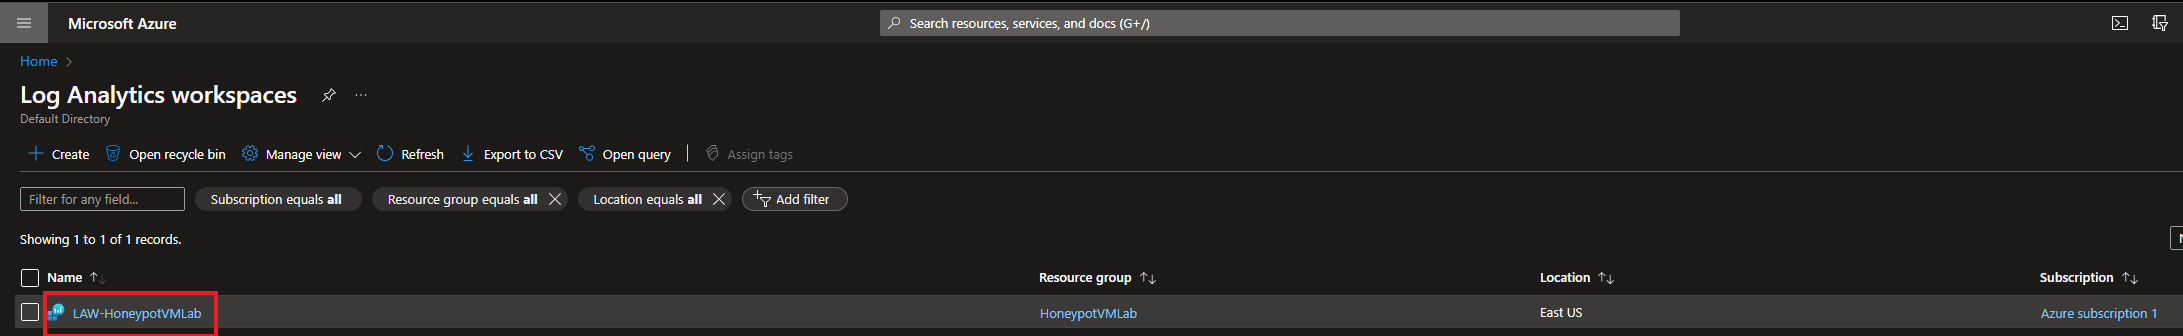 Microsoft Azure
Search resources, services, and docs (G+/)
Home
Log Analytics workspaces
Default Directory
Create Open recycle bin Manage view Refresh Export to CSV Open query Assign tags
Filter for any field... Subscription equals all Resource group equals all Location equals all Add filter
Showing 1 to 1 of 1 records.
Name Resource group Location Subscription
LAW-HoneypotVMLab HoneypotVMLab East US Azure subscription 1